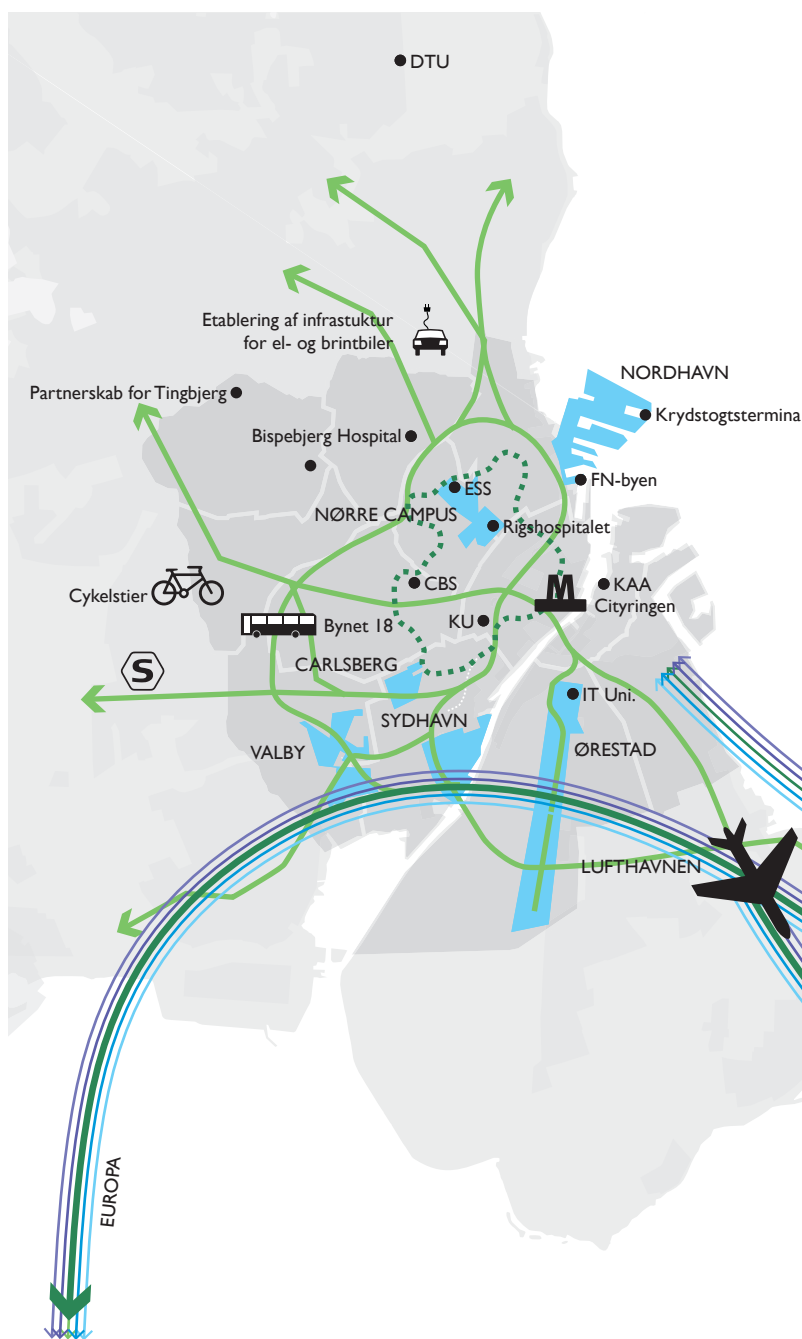 DTU
Etablering af infrastuktur
for el- og brintbiler
NORDHAVN
Partnerskab for Tingbjerg
Krydstogtstermina
Bispebjerg Hospital
ESS
FN-byen
NØRRE CAMPUS
Rigshospitalet
Cykelstier
CBS
M
KAA
Cityringen
Bynet 18
KU
S
CARLSBERG
IT Uni.
SYDHAVN
VALBY
ØRESTAD
LUFTHAVNEN
EUROPA